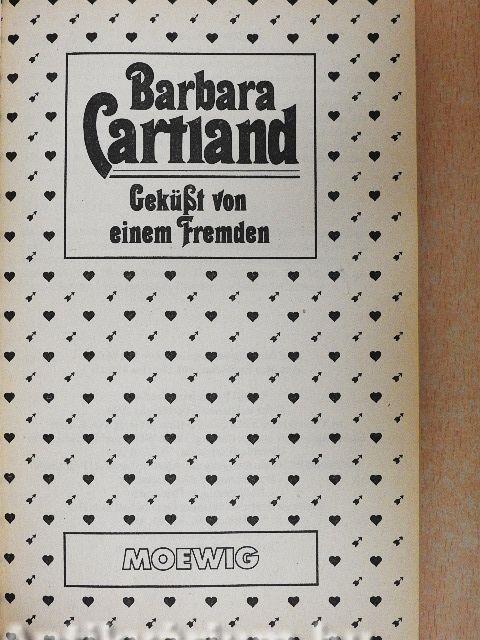 Barbara
Cartland
Geküßt von
einem Fremden
MOEWIG